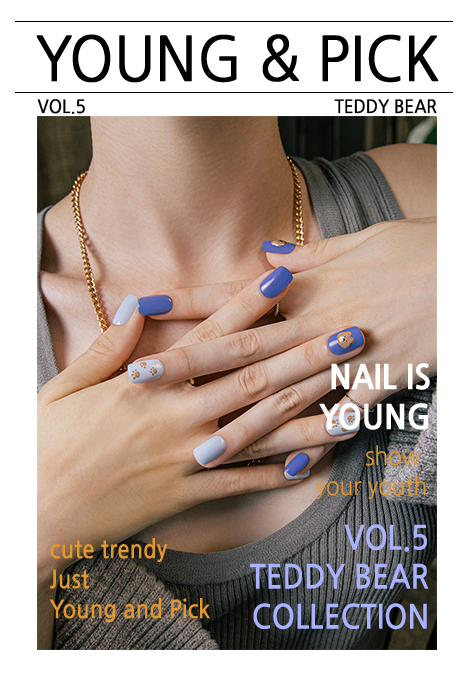 YOUNG & PICK
VOL.5 TEDDY BEAR
NAIL IS
YOUNG
show
your youth
VOL.5
TEDDY BEAR
COLLECTION
cute trendy
Just
Young and Pick